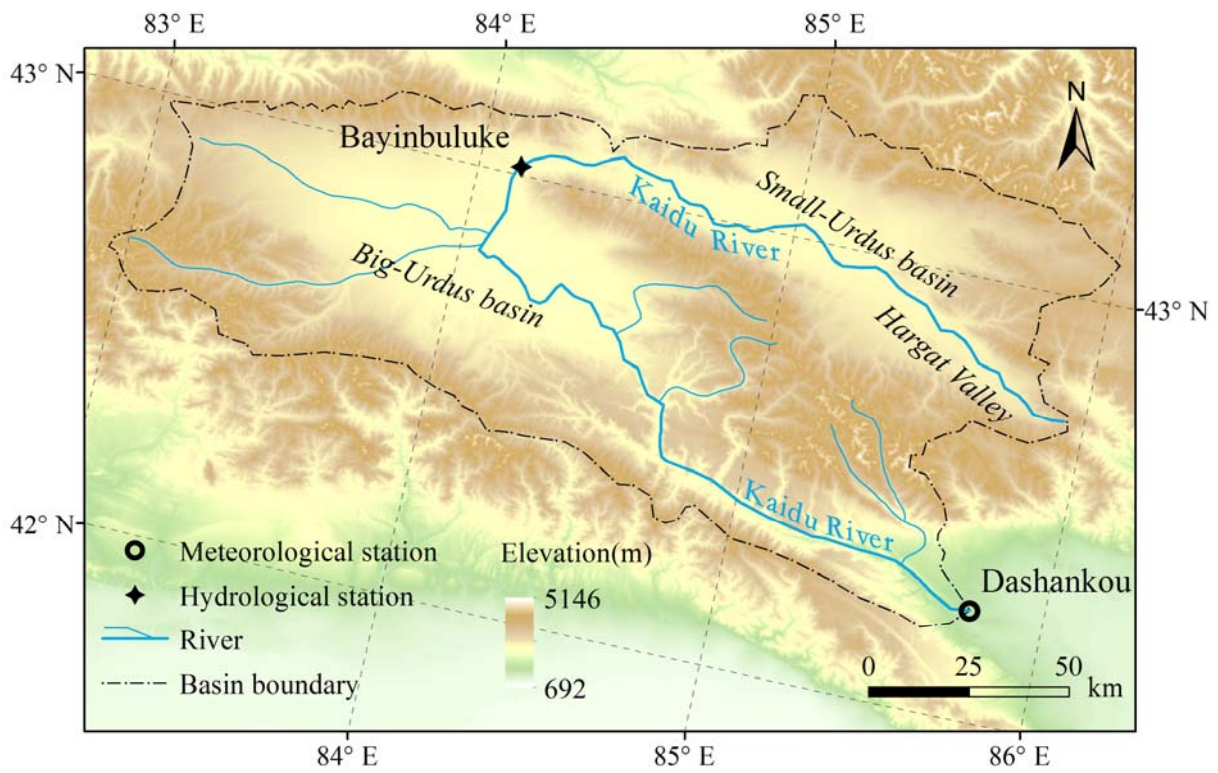 83° E
84° E
85° E
43° N
N
Bayinbuluke
Small-Urdus basin
Kaidu River
Big-Urdus basin
43° N
Hargat Valley
42° N
Kaidu River
Meteorological station
Elevation(m)
Dashankou
Hydrological station
5146
River
0 25 50
km
Basin boundary
692
84° E
85° E
86° E